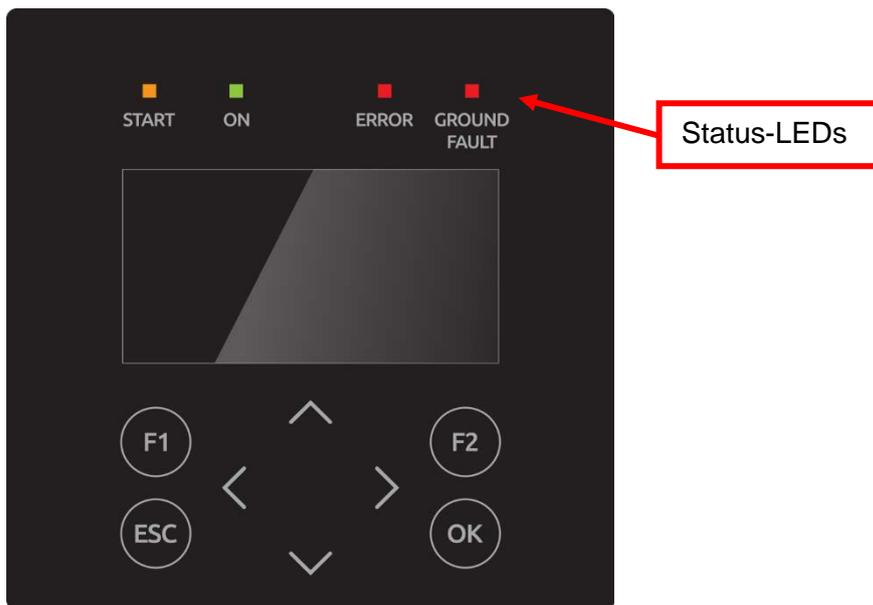 START ON ERROR GROUND
FAULT
Status-LEDs
F1 F2
ESC OK